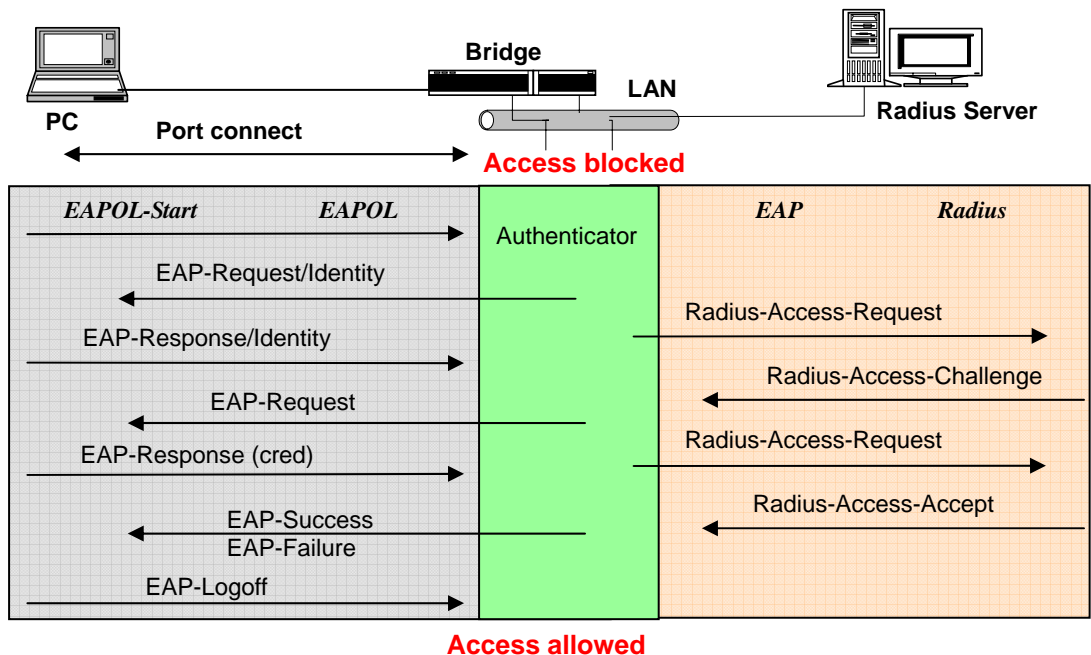 Bridge
LAN
PC
Radius Server
Port connect
Access blocked
EAPOL-Start EAPOL
EAP Radius
Authenticator
EAP-Request/Identity
Radius-Access-Request
EAP-Response/Identity
Radius-Access-Challenge
EAP-Request
Radius-Access-Request
EAP-Response (cred)
Radius-Access-Accept
EAP-Success
EAP-Failure
EAP-Logoff
Access allowed